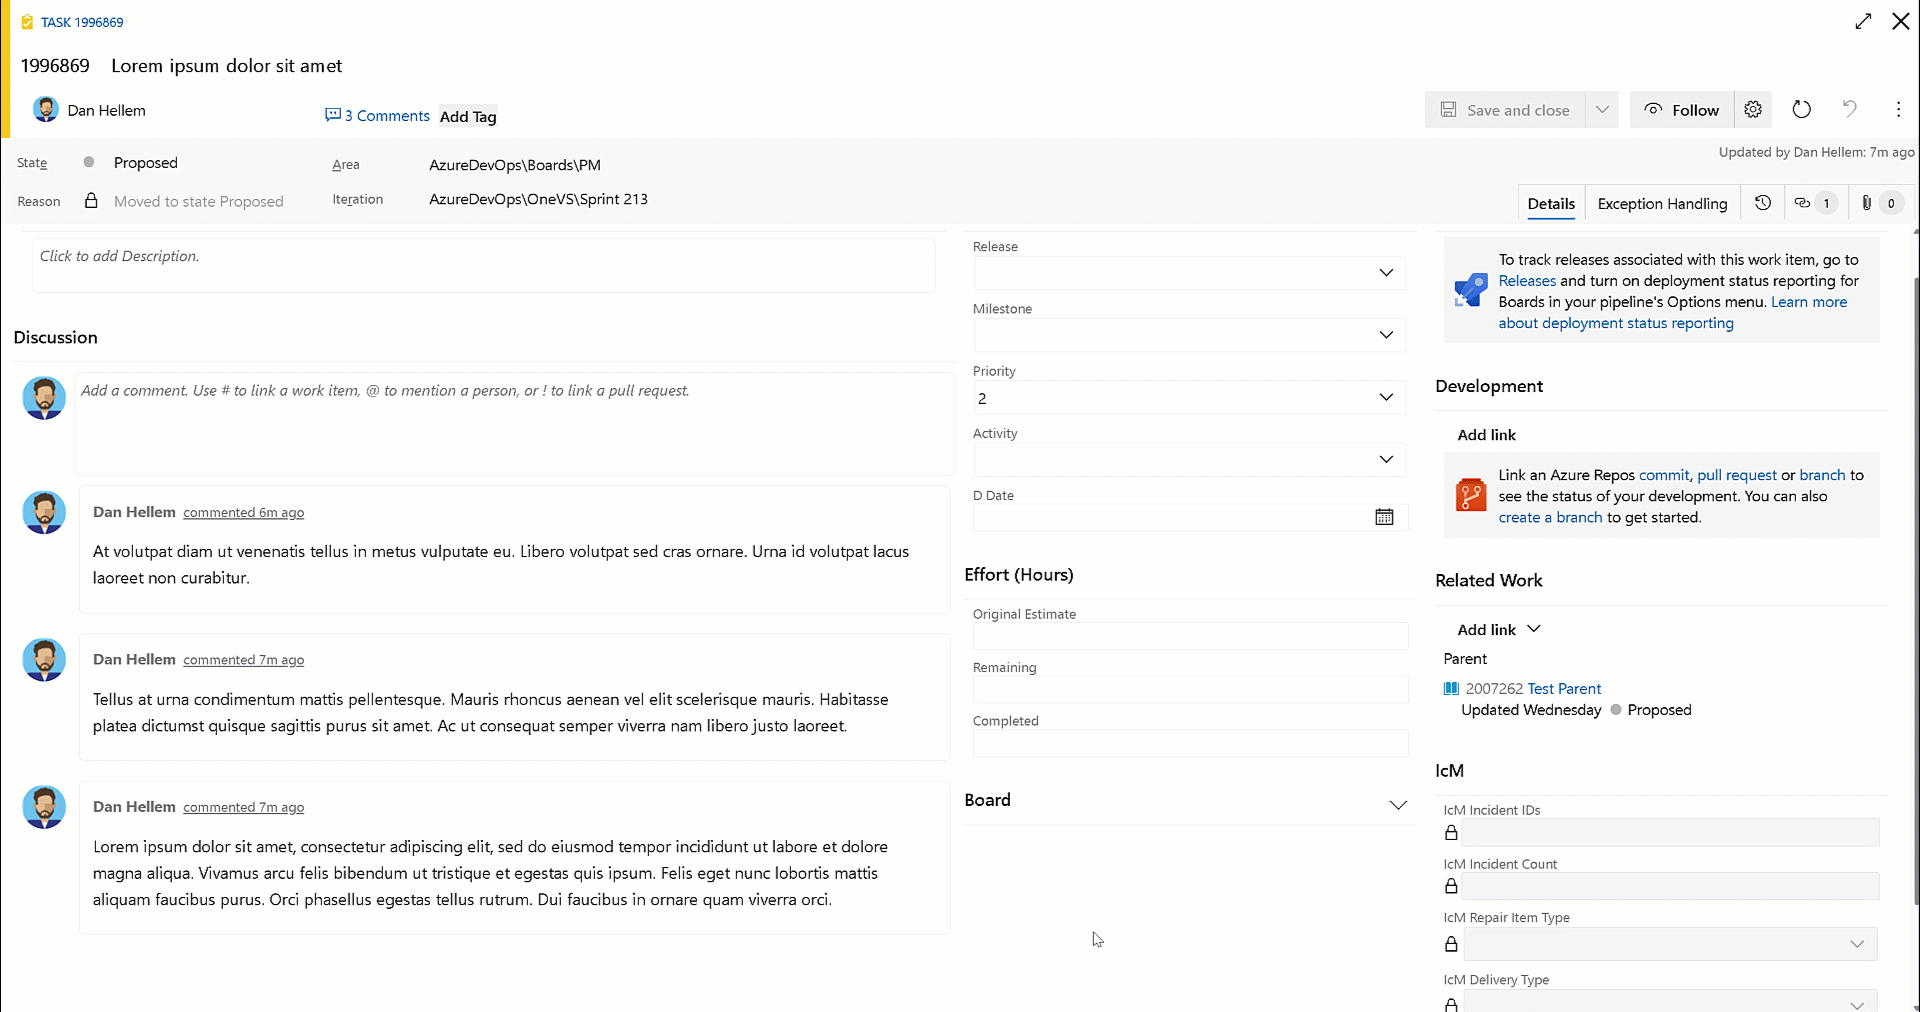 TASK 1996869
1996869 Lorem ipsum dolor sit amet
Dan Hellem
3 Comments
Add Tag
Save and close
Follow
State
Proposed
Area
AzureDevOps\Boards\PM
Updated by Dan Hellem: 7m ago
Reason
Moved to state Proposed
Iteration
AzureDevOps\OneVS\Sprint 213
Details
Exception Handling
1
0
Click to add Description.
Discussion
Add a comment. Use # to link a work item, @ to mention a person, or ! to link a pull request.
Dan Hellem commented 6m ago
At volutpat diam ut venenatis tellus in metus vulputate eu. Libero volutpat sed cras ornare. Urna id volutpat lacus
laoreet non curabitur.
Dan Hellem commented 7m ago
Tellus at urna condimentum mattis pellentesque. Mauris rhoncus aenean vel elit scelerisque mauris. Habitasse
platea dictumst quisque sagittis purus sit amet. Ac ut consequat semper viverra nam libero justo laoreet.
Dan Hellem commented 7m ago
Lorem ipsum dolor sit amet, consectetur adipiscing elit, sed do eiusmod tempor incididunt ut labore et dolore
magna aliqua. Vivamus arcu felis bibendum ut tristique et egestas quis ipsum. Felis eget nunc lobortis mattis
aliquam faucibus purus. Orci phasellus egestas tellus rutrum. Dui faucibus in ornare quam viverra orci.
Release
Milestone
Priority
2
Activity
D Date
Effort (Hours)
Original Estimate
Remaining
Completed
Board
To track releases associated with this work item, go to
Releases and turn on deployment status reporting for
Boards in your pipeline's Options menu. Learn more
about deployment status reporting
Development
Add link
Link an Azure Repos commit, pull request or branch to
see the status of your development. You can also
create a branch to get started.
Related Work
Add link
Parent
2007262 Test Parent
Updated Wednesday Proposed
IcM
IcM Incident IDs
IcM Incident Count
IcM Repair Item Type
IcM Delivery Type